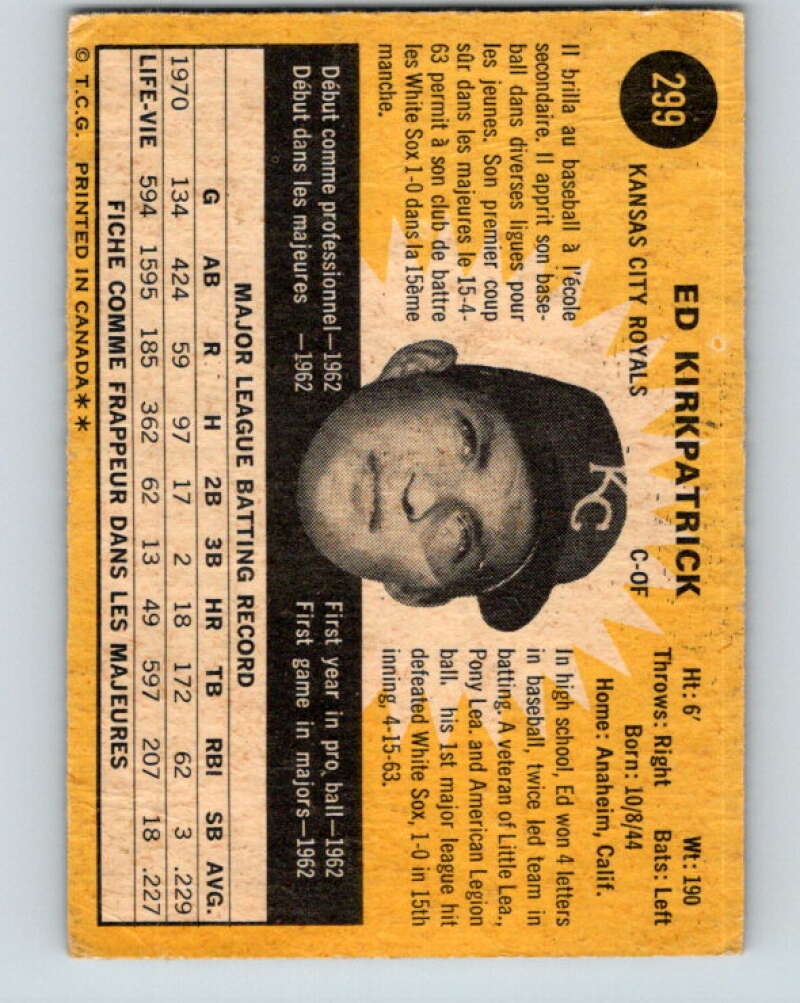 299
ED KIRKPATRICK
KANSAS CITY ROYALS
C-OF
Ht: 6' Wt: 190
Throws: Right Bats: Left
Born: 10/8/44
Home: Anaheim, Calif.
Il brilla au baseball à l'école
secondaire. Il apprit son base-
ball dans diverses ligues pour
les jeunes. Son premier coup
sûr dans les majeures le 15-4-
63 permit à son club de battre
les White Sox 1-0 dans la 15ème
manche.
KC
In high school, Ed won 4 letters
in baseball, twice led team in
batting. A veteran of Little Lea.,
Pony Lea. and American Legion
ball, his 1st major league hit
defeated White Sox, 1-0 in 15th
inning, 4-15-63.
Début comme professionnel—1962
Début dans les majeures —1962
First year in pro ball—1962
First game in majors—1962
MAJOR LEAGUE BATTING RECORD
G AB R H 2B 3B HR TB RBI SB AVG.
1970 134 424 59 97 17 2 18 172 62 3 .229
LIFE-VIE 594 1595 185 362 62 13 49 597 207 18 .227
FICHE COMME FRAPPEUR DANS LES MAJEURES
© T.C.G. PRINTED IN CANADA**